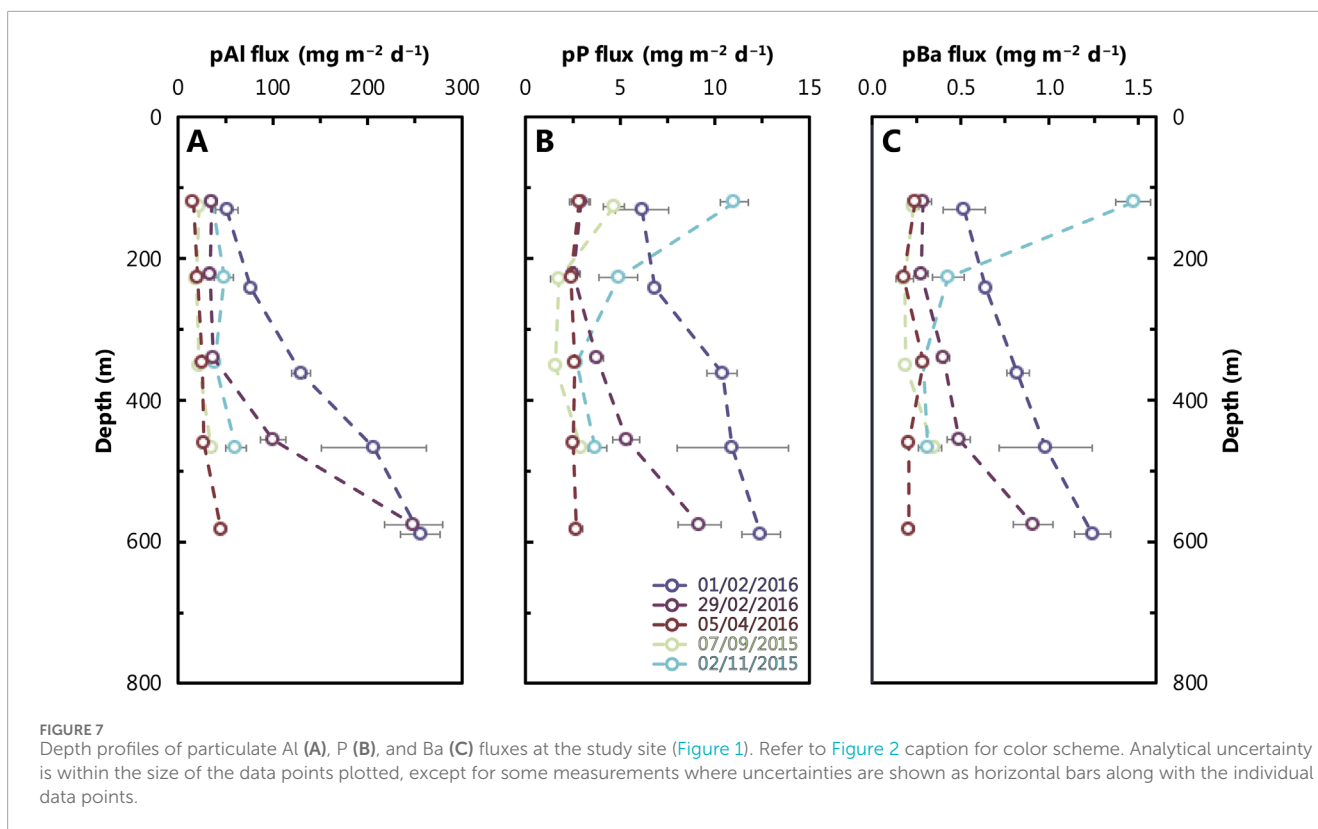 pAl flux (mg m⁻² d⁻¹) pP flux (mg m⁻² d⁻¹) pBa flux (mg m⁻² d⁻¹)
0 100 200 300 0 5 10 15 0.0 0.5 1.0 1.5
0 0
A B C
200 200
400 400
Depth (m) Depth (m)
600 600
01/02/2016
29/02/2016
05/04/2016
07/09/2015
02/11/2015
800 800
FIGURE 7
Depth profiles of particulate Al (A), P (B), and Ba (C) fluxes at the study site (Figure 1). Refer to Figure 2 caption for color scheme. Analytical uncertainty
is within the size of the data points plotted, except for some measurements where uncertainties are shown as horizontal bars along with the individual
data points.